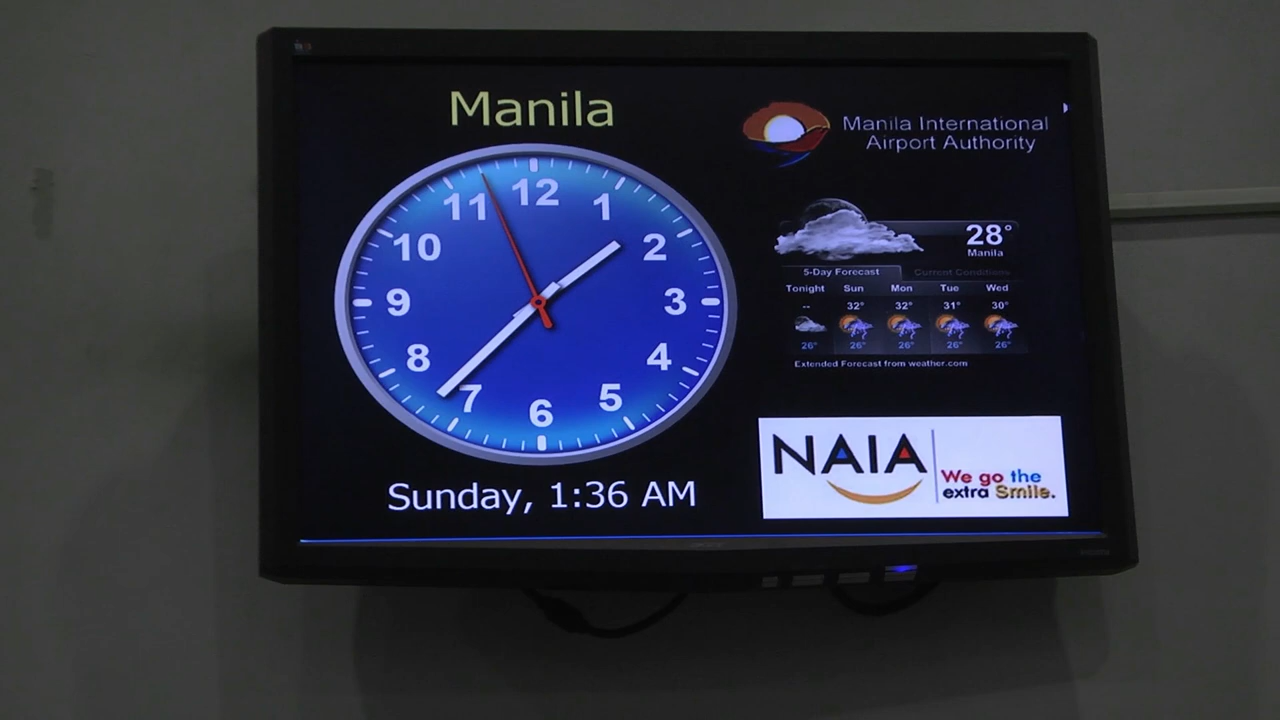 Manila
12
11
1
10
2
9
3
8
4
7
5
6
Sunday, 1:36 AM
Manila International
Airport Authority
28°
Manila
5-Day Forecast Current Conditions
Tonight Sun Mon Tue Wed
-- 32° 32° 31° 30°
26° 26° 26° 26° 26°
Extended Forecast from weather.com
NAIA
We go the
extra Smile.